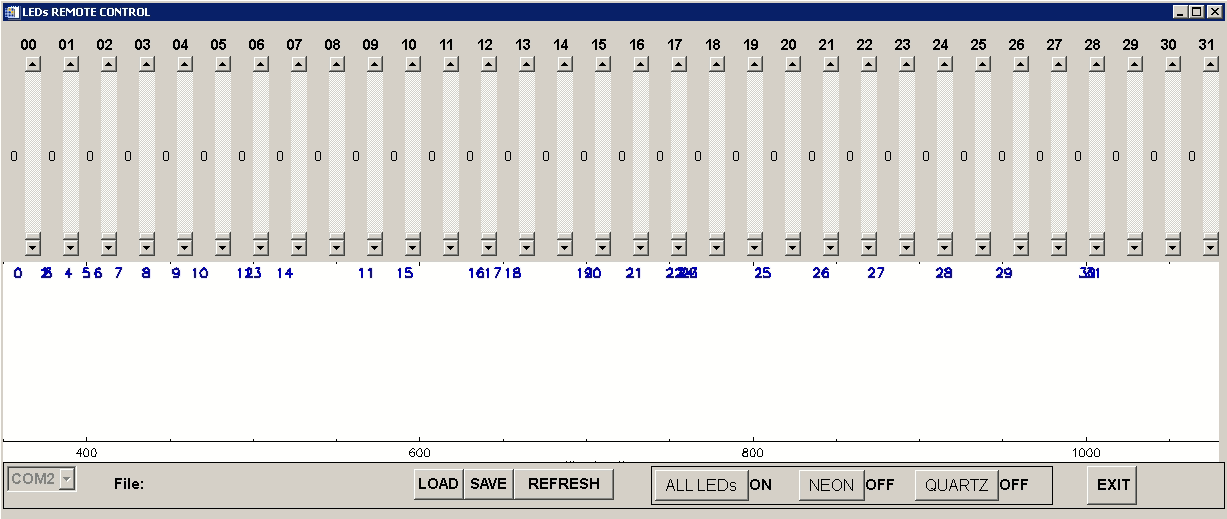 LEDs REMOTE CONTROL
00 01 02 03 04 05 06 07 08 09 10 11 12 13 14 15 16 17 18 19 20 21 22 23 24 25 26 27 28 29 30 31
0 0 0 0 0 0 0 0 0 0 0 0 0 0 0 0 0 0 0 0 0 0 0 0 0 0 0 0 0 0 0 0
0 4 5 6 7 8 9 10 14 11 15 16 17 18 19 20 21 25 26 27 28 29 31
400 600 800 1000
COM2 File: LOAD SAVE REFRESH ALL LEDs ON NEON OFF QUARTZ OFF EXIT